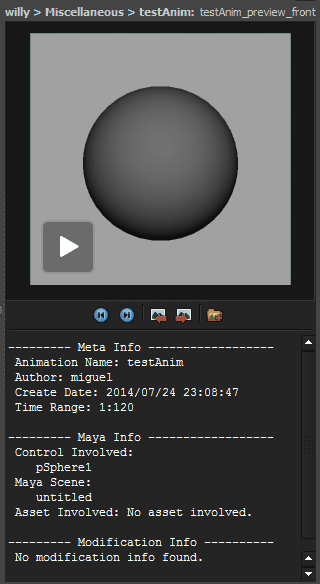 willy > Miscellaneous > testAnim: testAnim_preview_front
--------- Meta Info ------------------
Animation Name: testAnim
Author: miguel
Create Date: 2014/07/24 23:08:47
Time Range: 1:120
--------- Maya Info ------------------
Control Involved:
pSphere1
Maya Scene:
untitled
Asset Involved: No asset involved.
--------- Modification Info ----------
No modification info found.